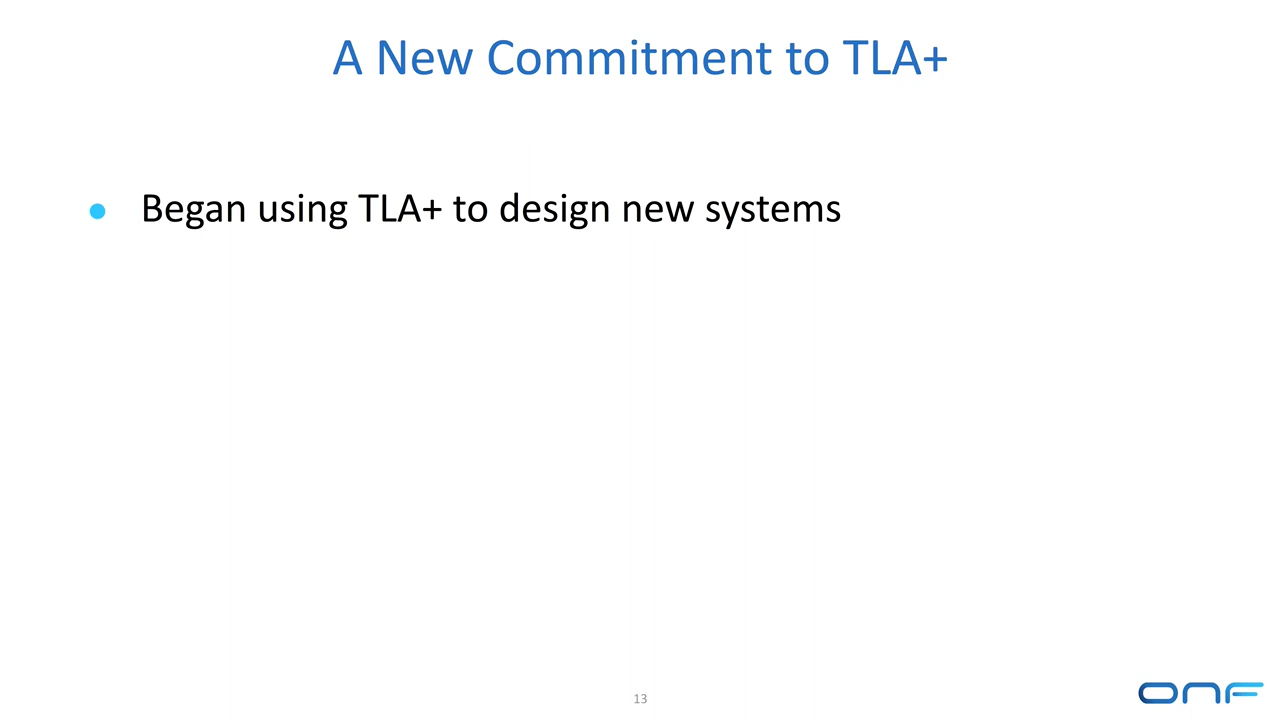 A New Commitment to TLA+
● Began using TLA+ to design new systems
13
ONF